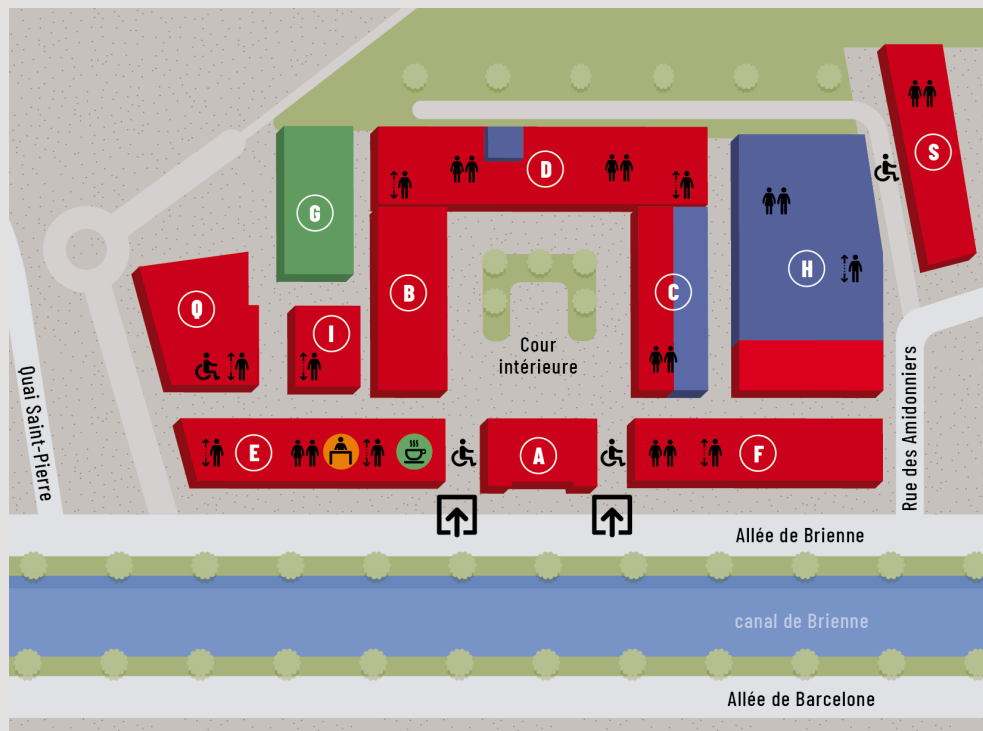 S
D
G
H
B
C
Q
I
Cour
intérieure
Quai Saint-Pierre
Rue des Amidonniers
E
A
F
Allée de Brienne
canal de Brienne
Allée de Barcelone